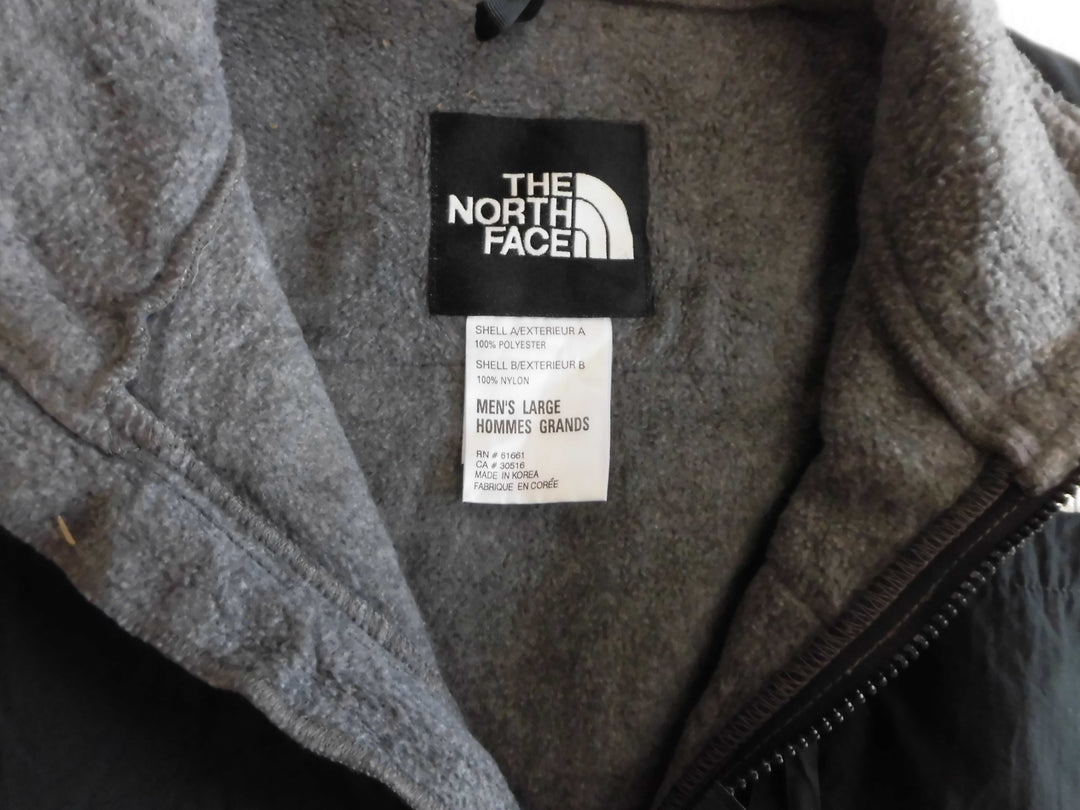 THE
NORTH
FACE
SHELL A/EXTERIEUR A
100% POLYESTER
SHELL B/EXTERIEUR B
100% NYLON
MEN'S LARGE
HOMMES GRANDS
RN # 61661
CA # 30516
MADE IN KOREA
FABRIQUE EN CORÉE